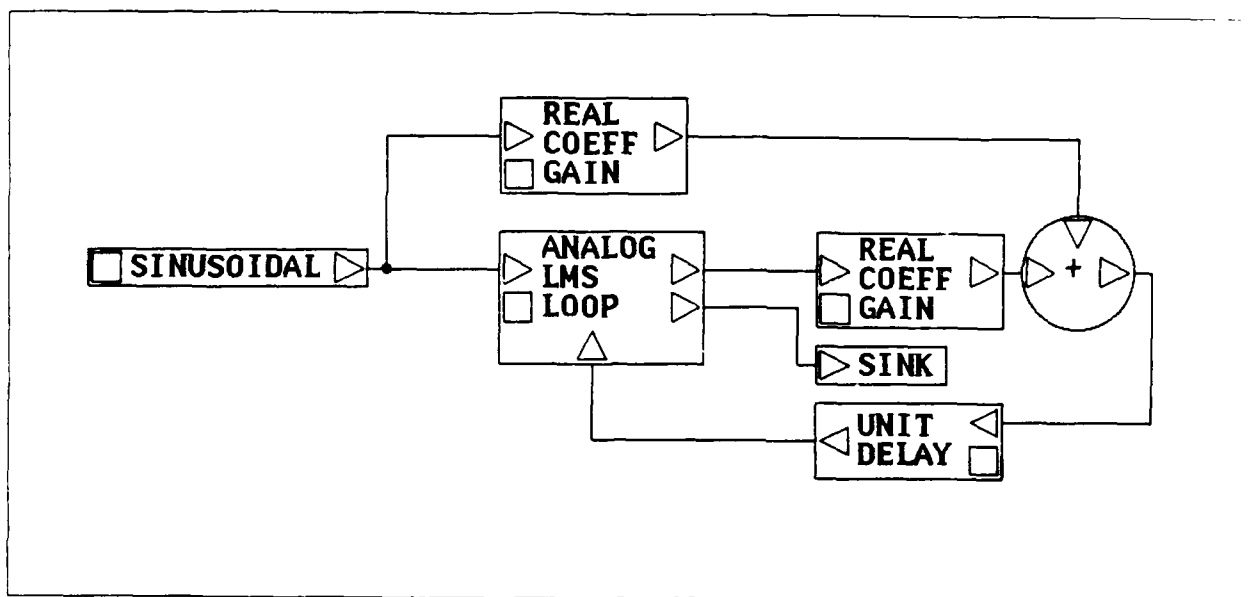 REAL
COEFF
GAIN
SINUSOIDAL
ANALOG
LMS
LOOP
REAL
COEFF
GAIN
+
SINK
UNIT
DELAY